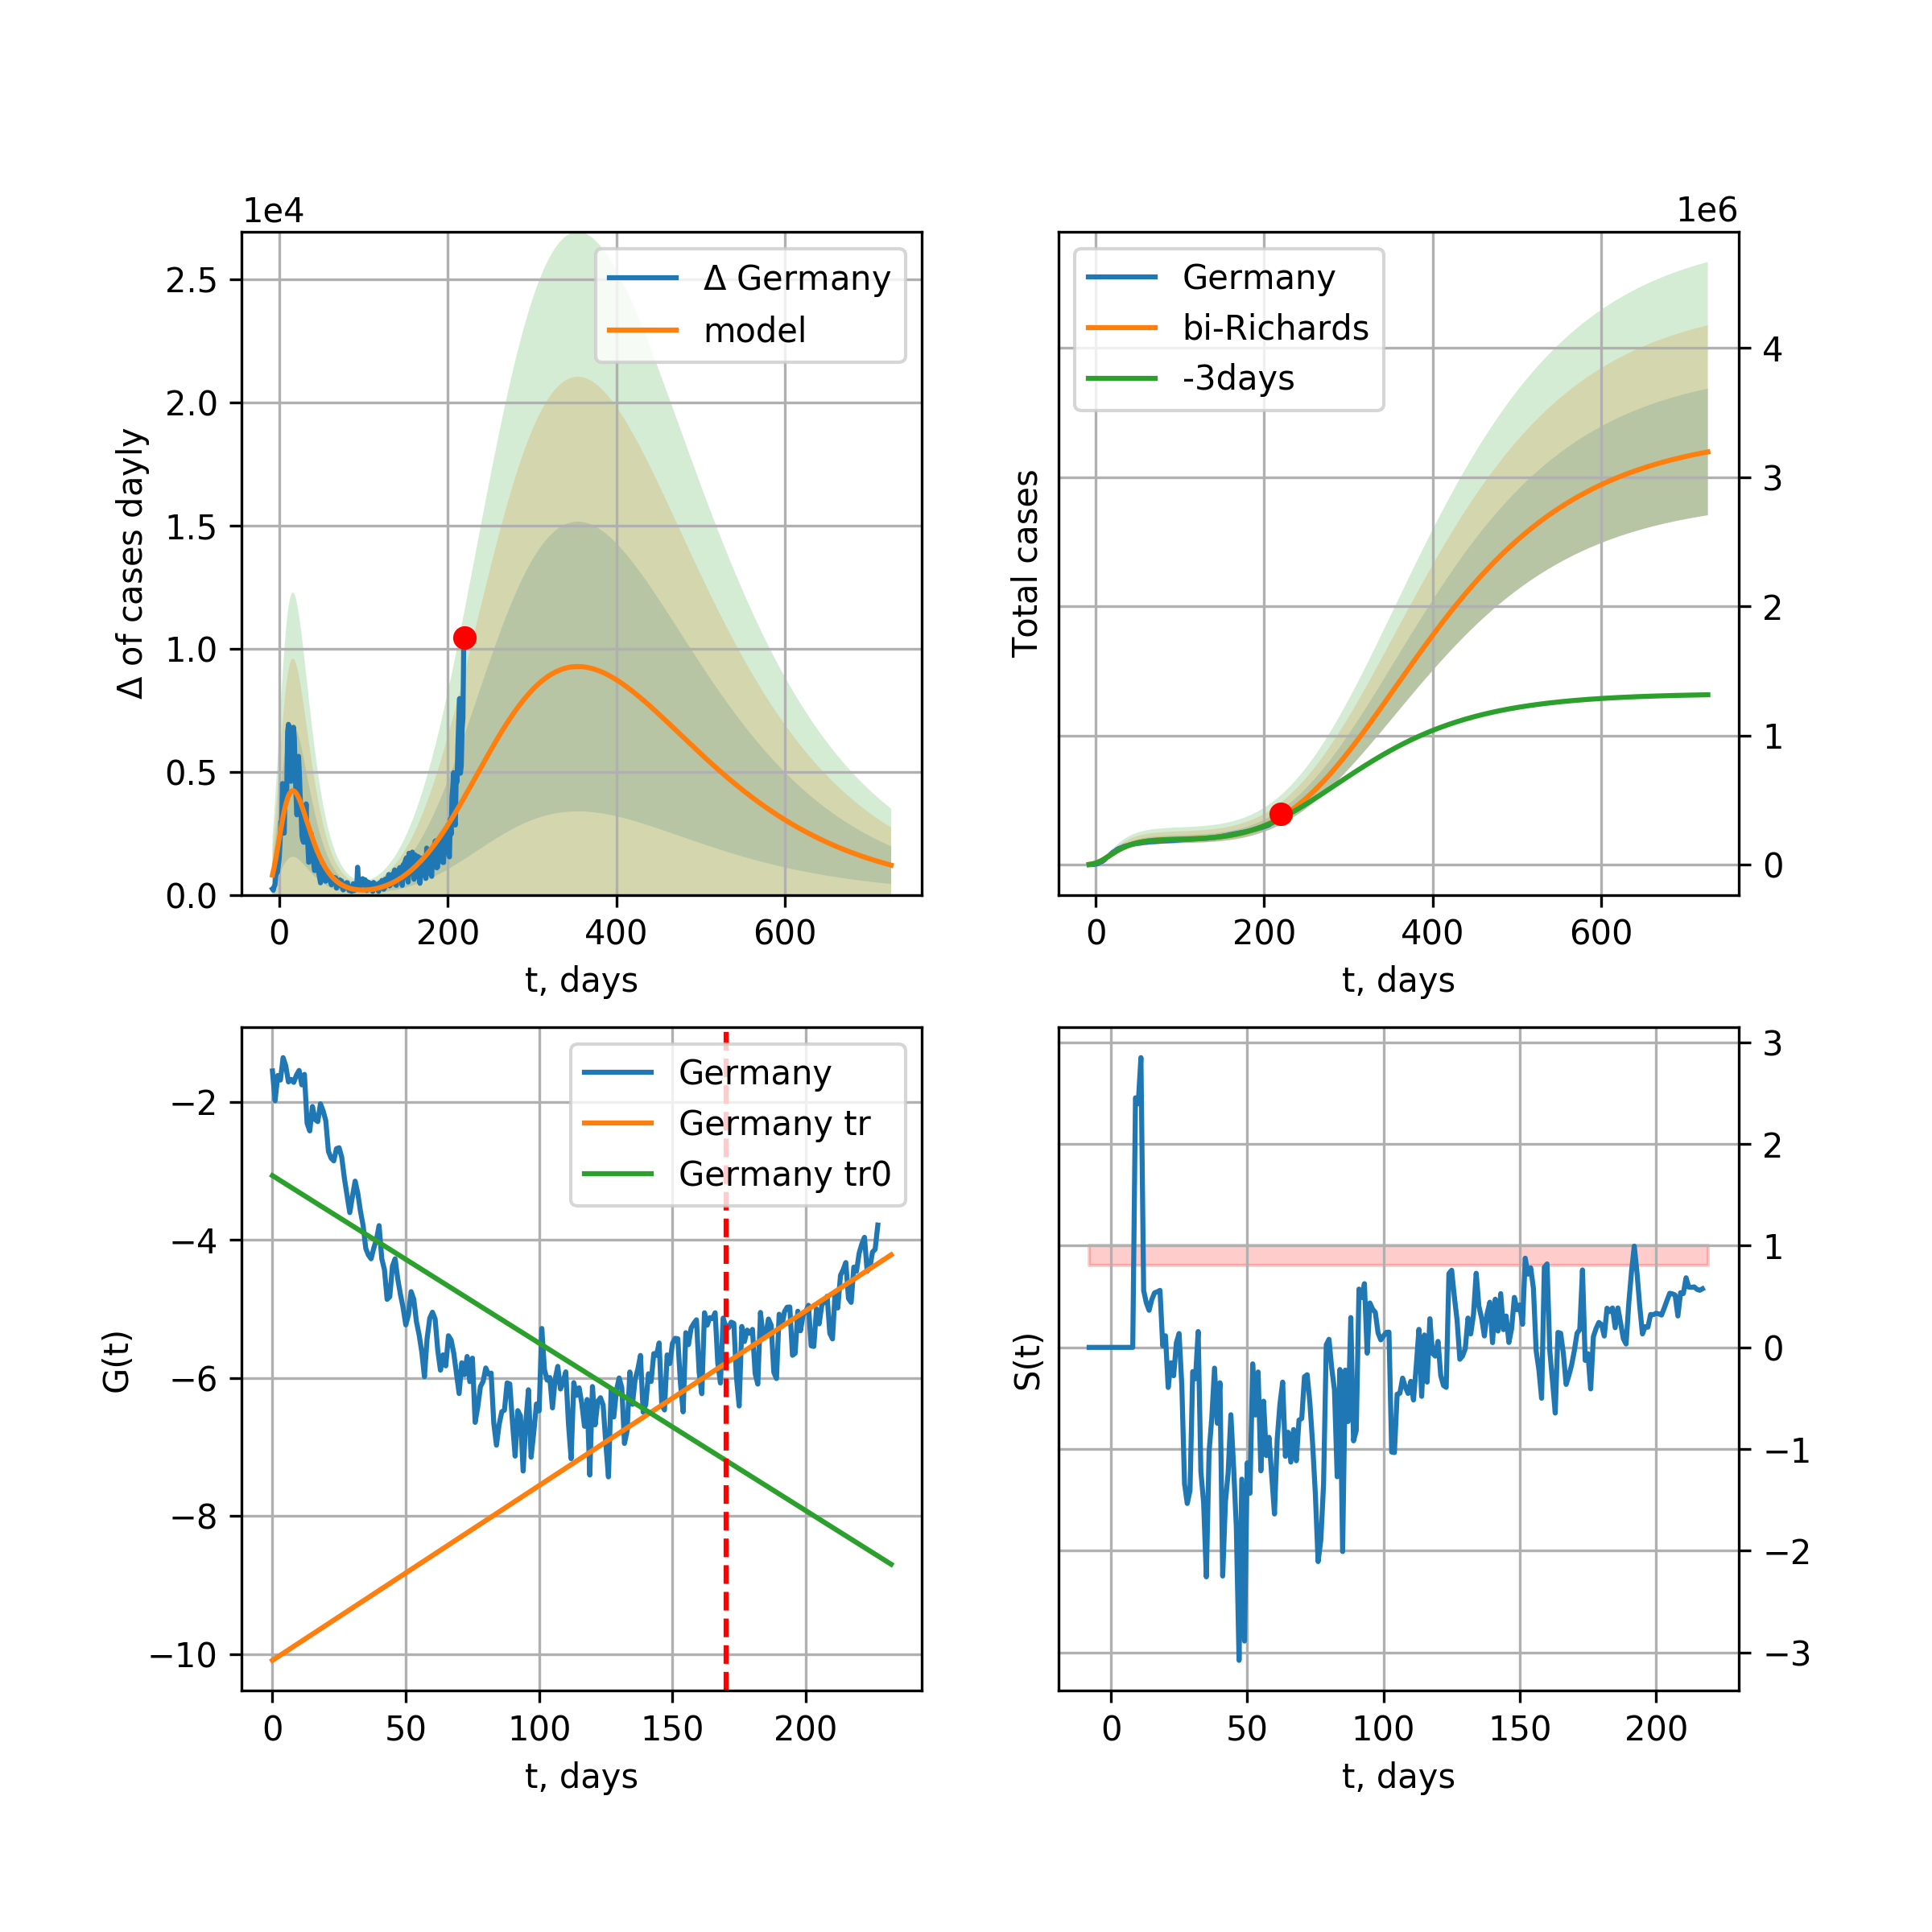 1e4
2.5
2.0
1.5
1.0
0.5
0.0
Δ of cases dayly
Δ Germany
model
0 200 400 600
t, days
1e6
Germany
bi-Richards
-3days
Total cases
4
3
2
1
0
0 200 400 600
t, days
−2
−4
−6
−8
−10
G(t)
Germany
Germany tr
Germany tr0
0 50 100 150 200
t, days
S(t)
3
2
1
0
−1
−2
−3
0 50 100 150 200
t, days